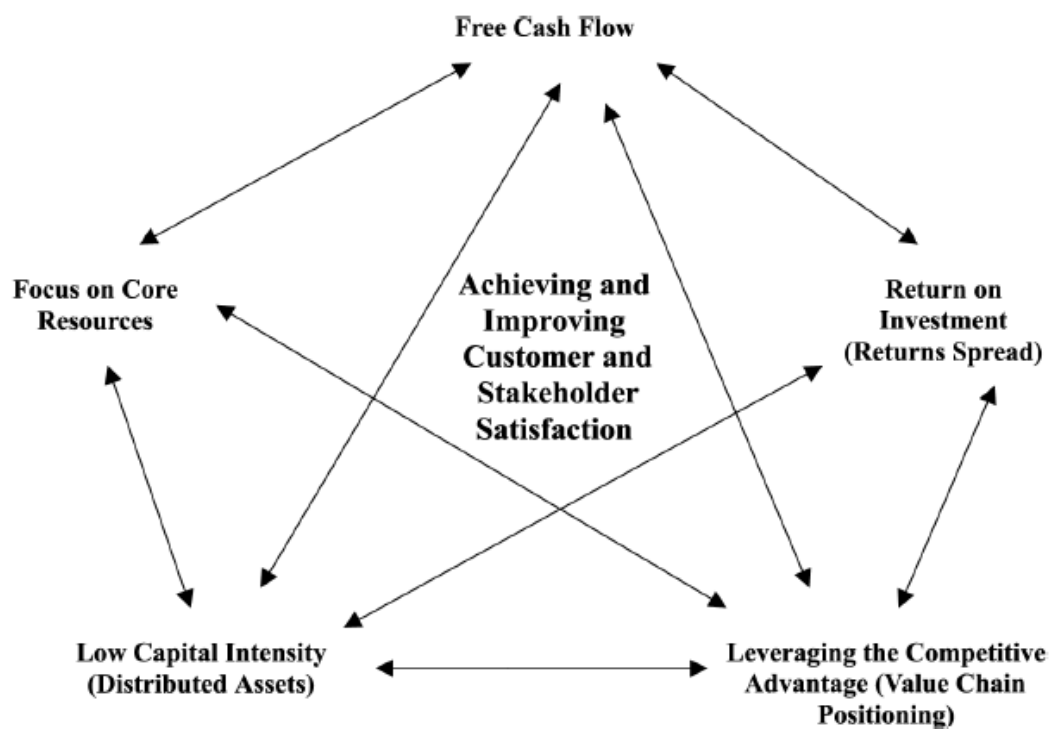 Free Cash Flow
Focus on Core
Resources
Achieving and
Improving
Customer and
Stakeholder
Satisfaction
Return on
Investment
(Returns Spread)
Low Capital Intensity
(Distributed Assets)
Leveraging the Competitive
Advantage (Value Chain
Positioning)